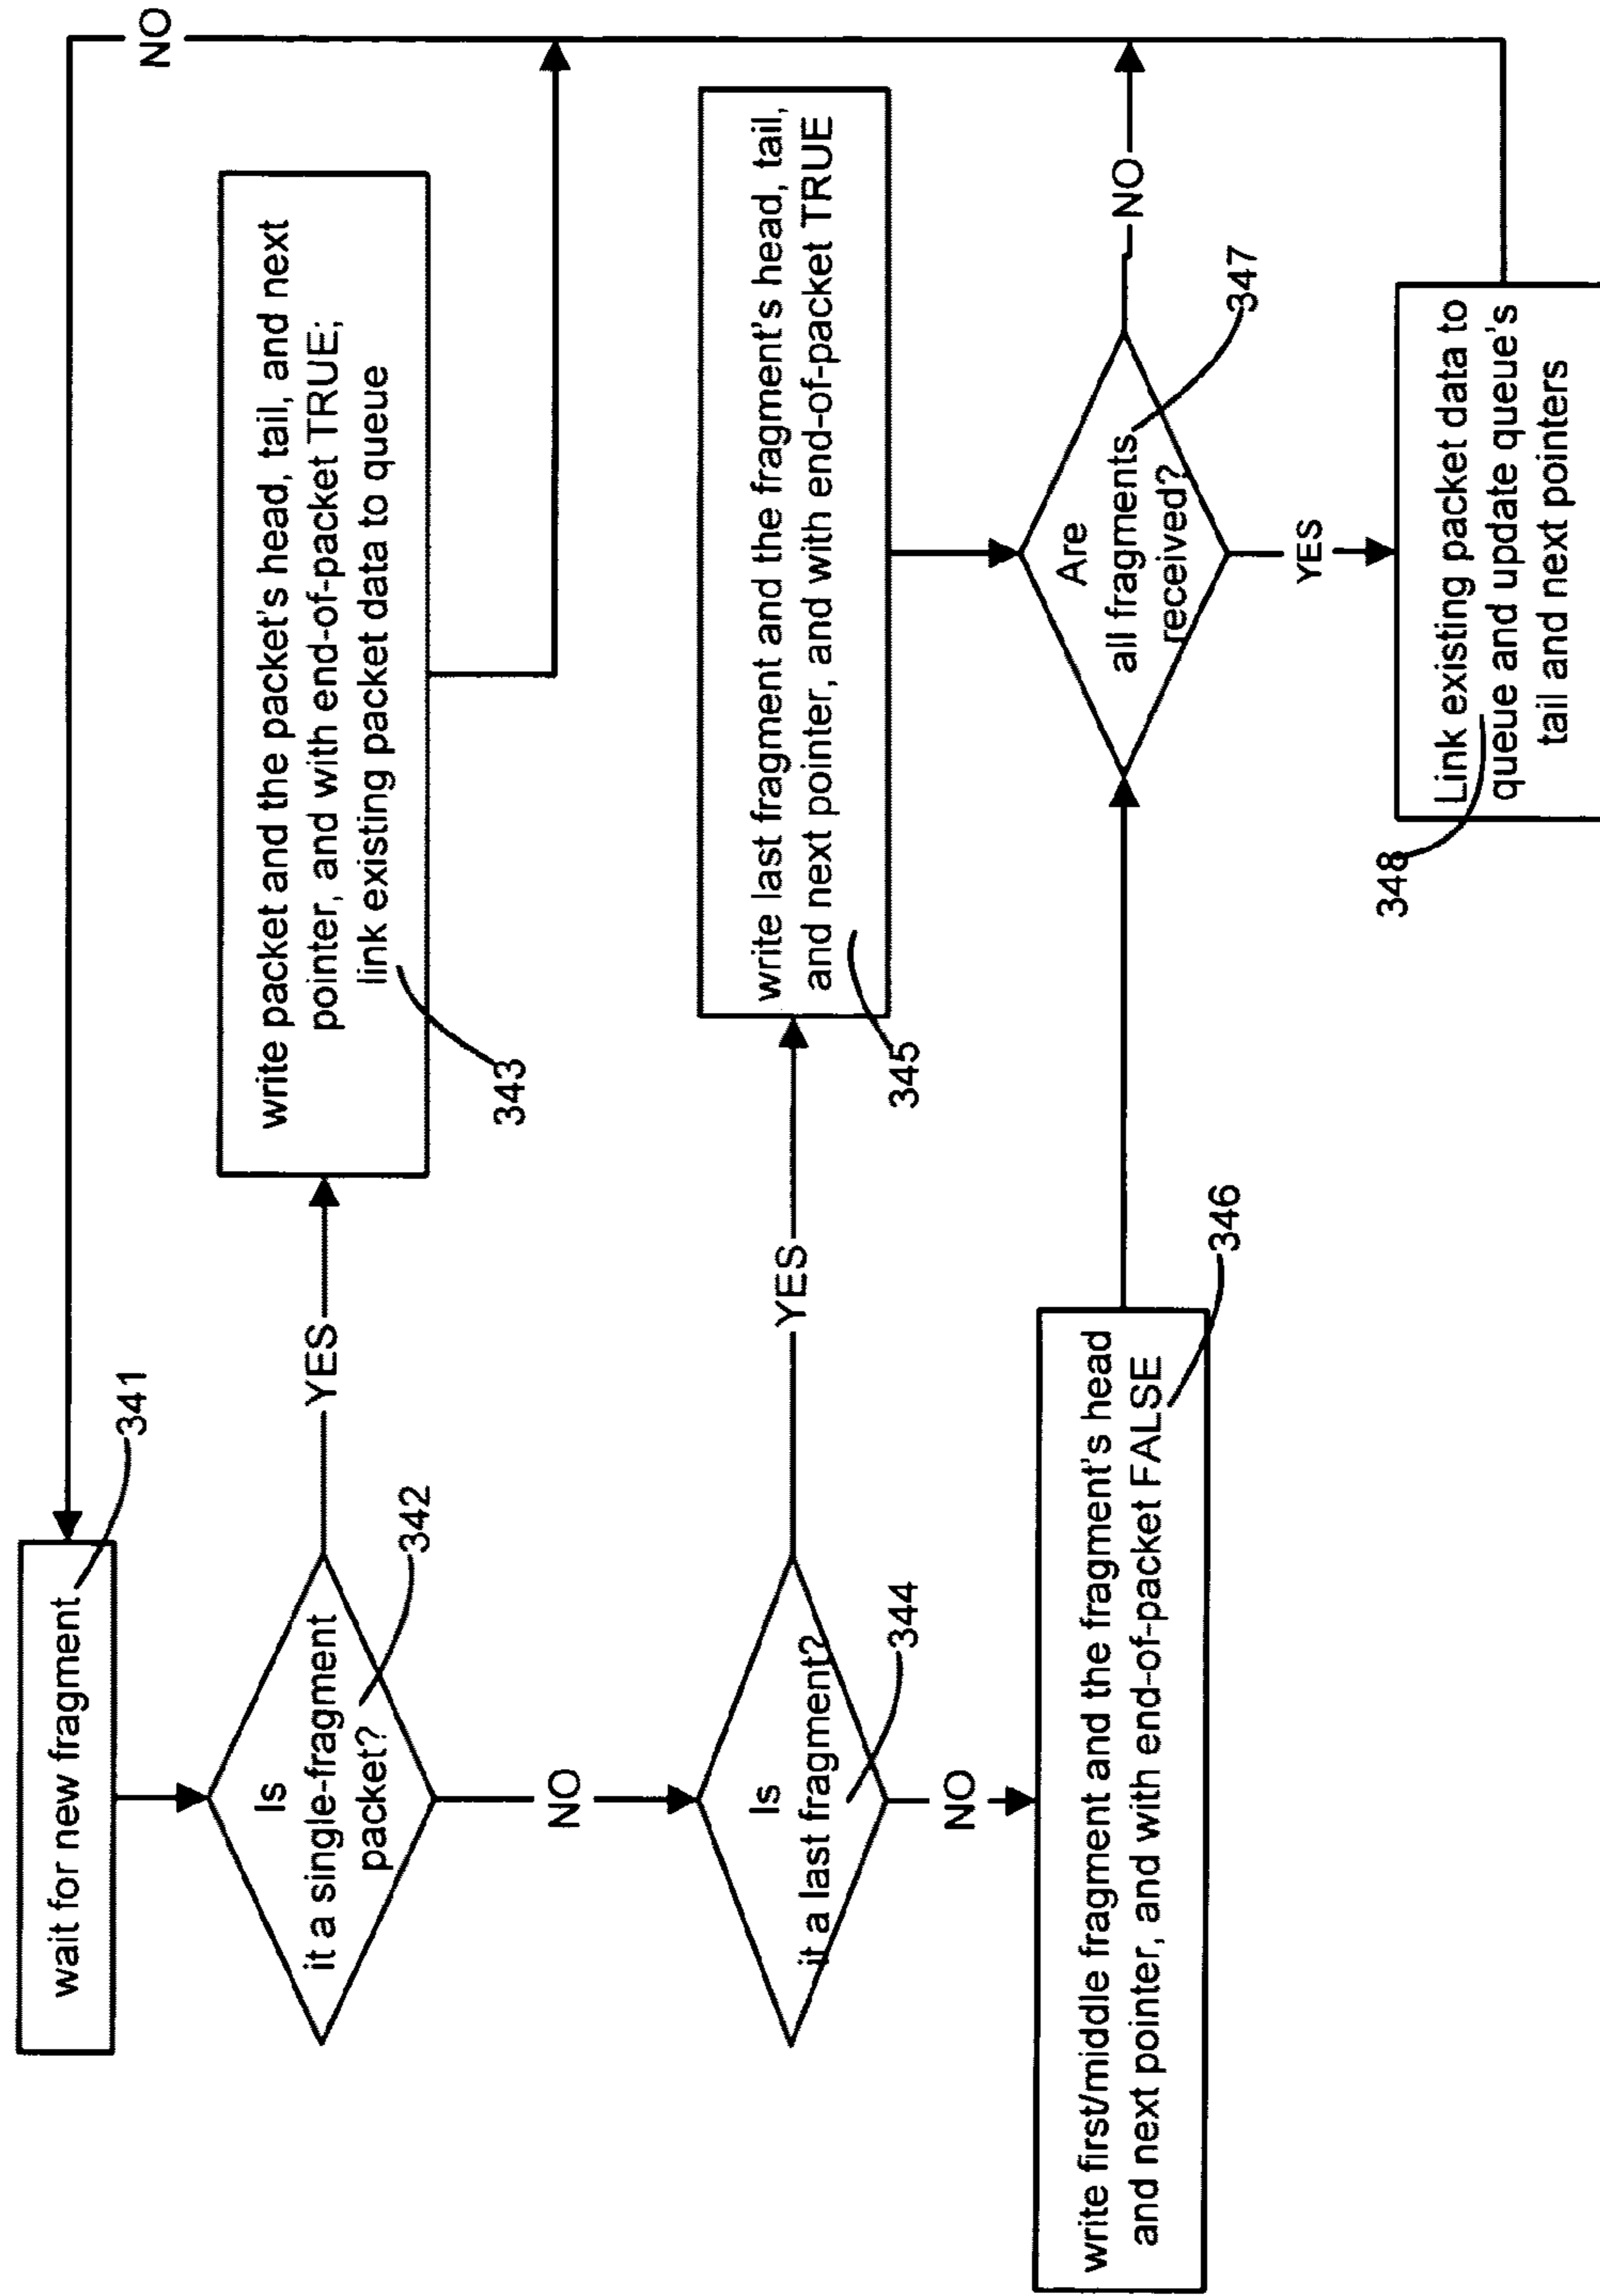 wait for new fragment
341
NO
Is
it a single-fragment
packet?
342
YES
write packet and the packet's head, tail, and next
pointer, and with end-of-packet TRUE;
link existing packet data to queue
343
NO
Is
it a last fragment?
344
YES
write last fragment and the fragment's head, tail,
and next pointer, and with end-of-packet TRUE
345
NO
write first/middle fragment and the fragment's head
and next pointer, and with end-of-packet FALSE
346
Are
all fragments
received?
347
NO
YES
Link existing packet data to
queue and update queue's
tail and next pointers
348